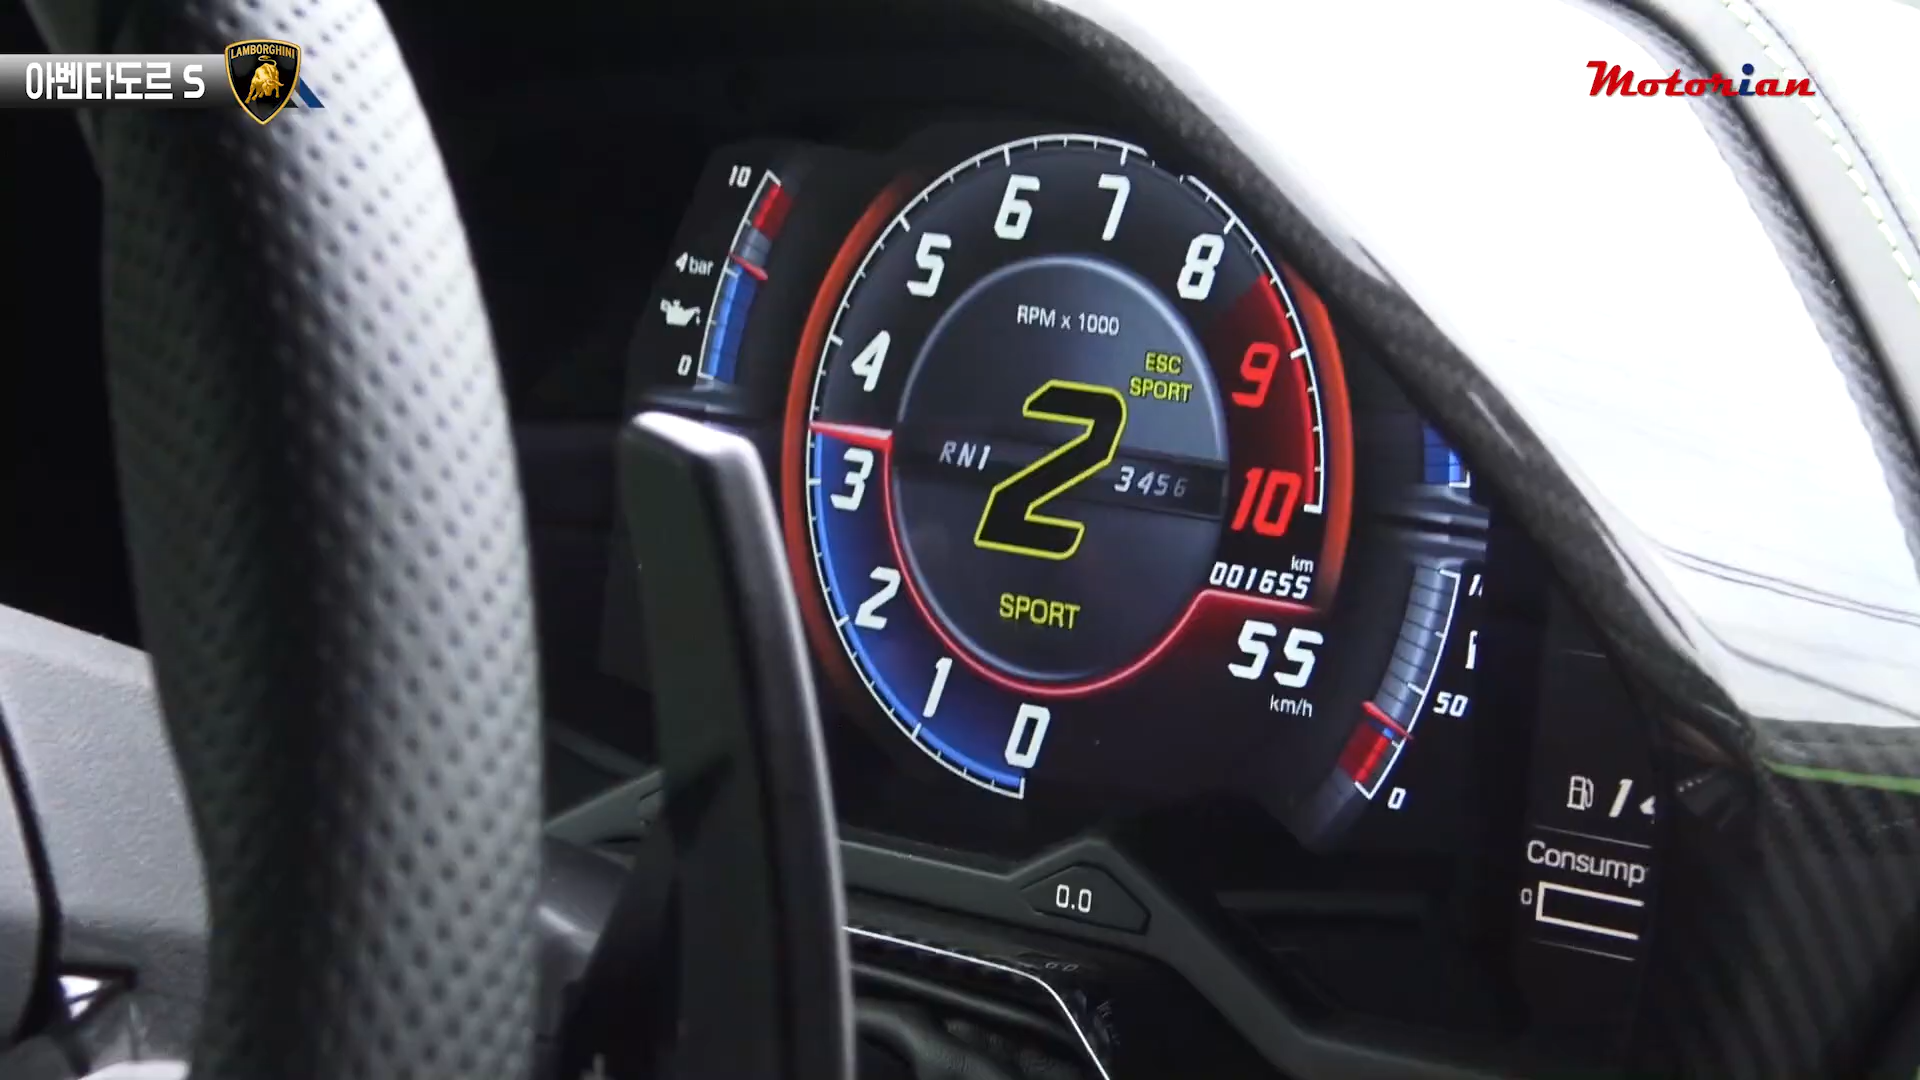 아벤타도르 S
LAMBORGHINI
Motorian
10
4 bar
0
6
7
5
8
4
9
3
10
2
1
0
RPM x 1000
ESC
SPORT
RN1
2
3456
SPORT
km
001655
55
km/h
50
0
0.0
Consump
0